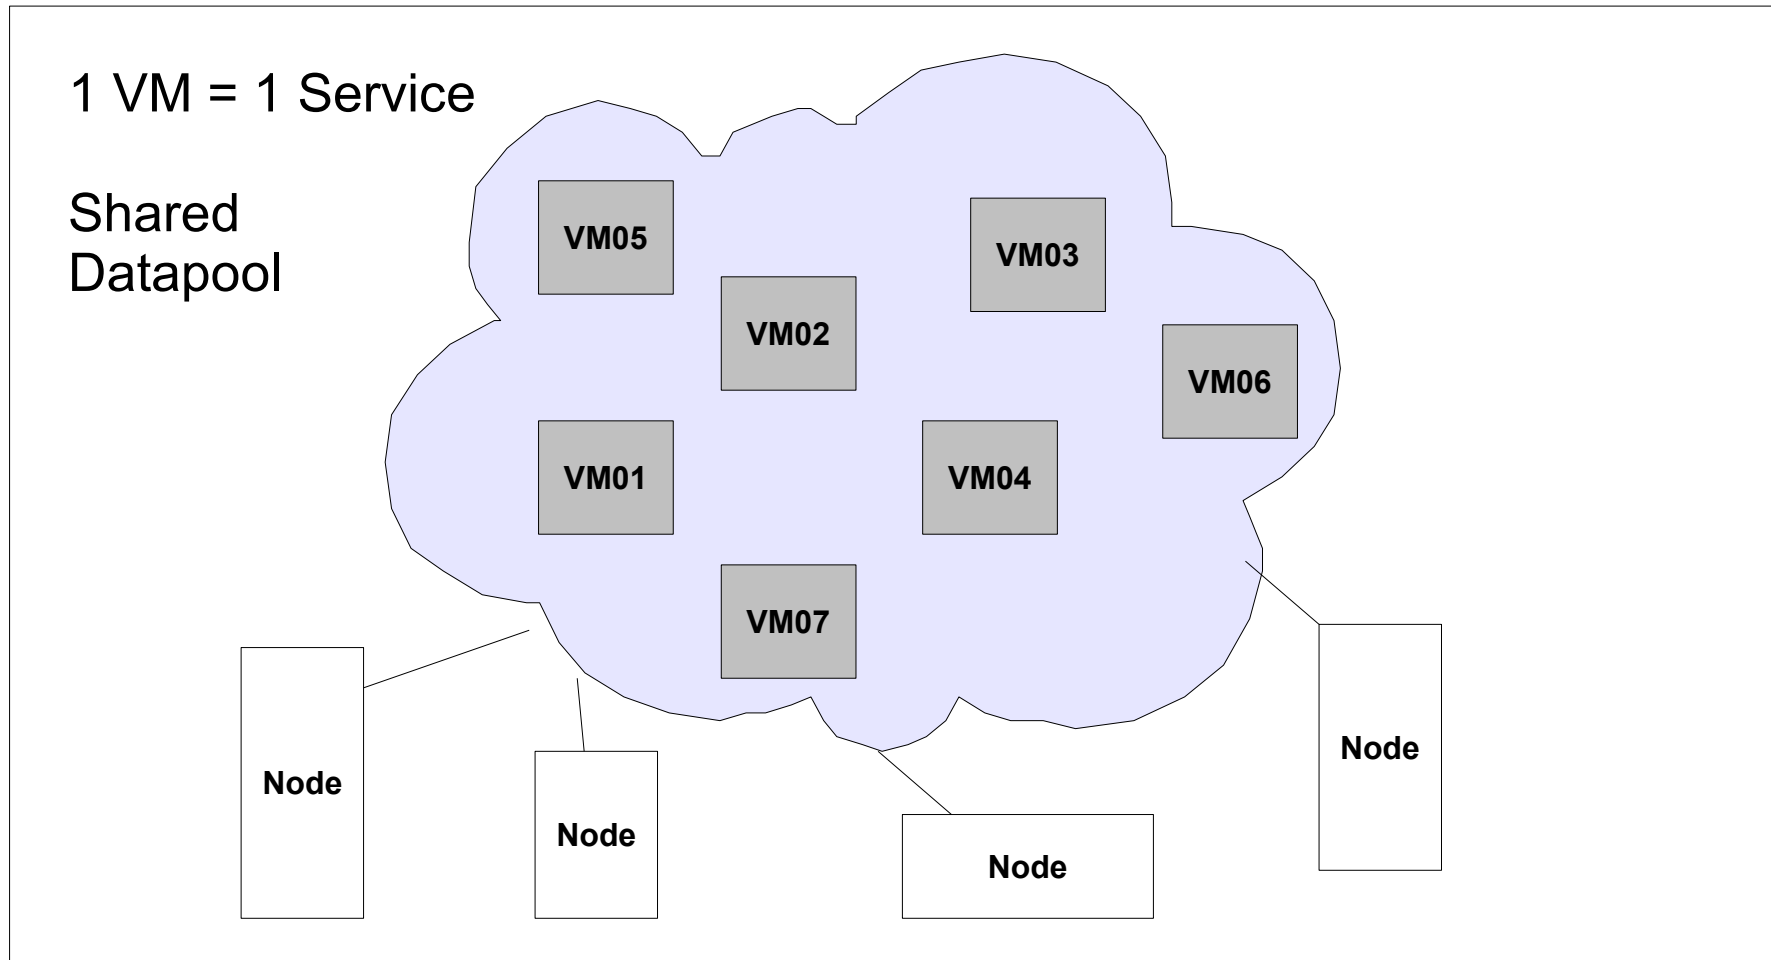 1 VM = 1 Service
Shared
Datapool
VM05
VM03
VM02
VM06
VM01
VM04
VM07
Node
Node
Node
Node